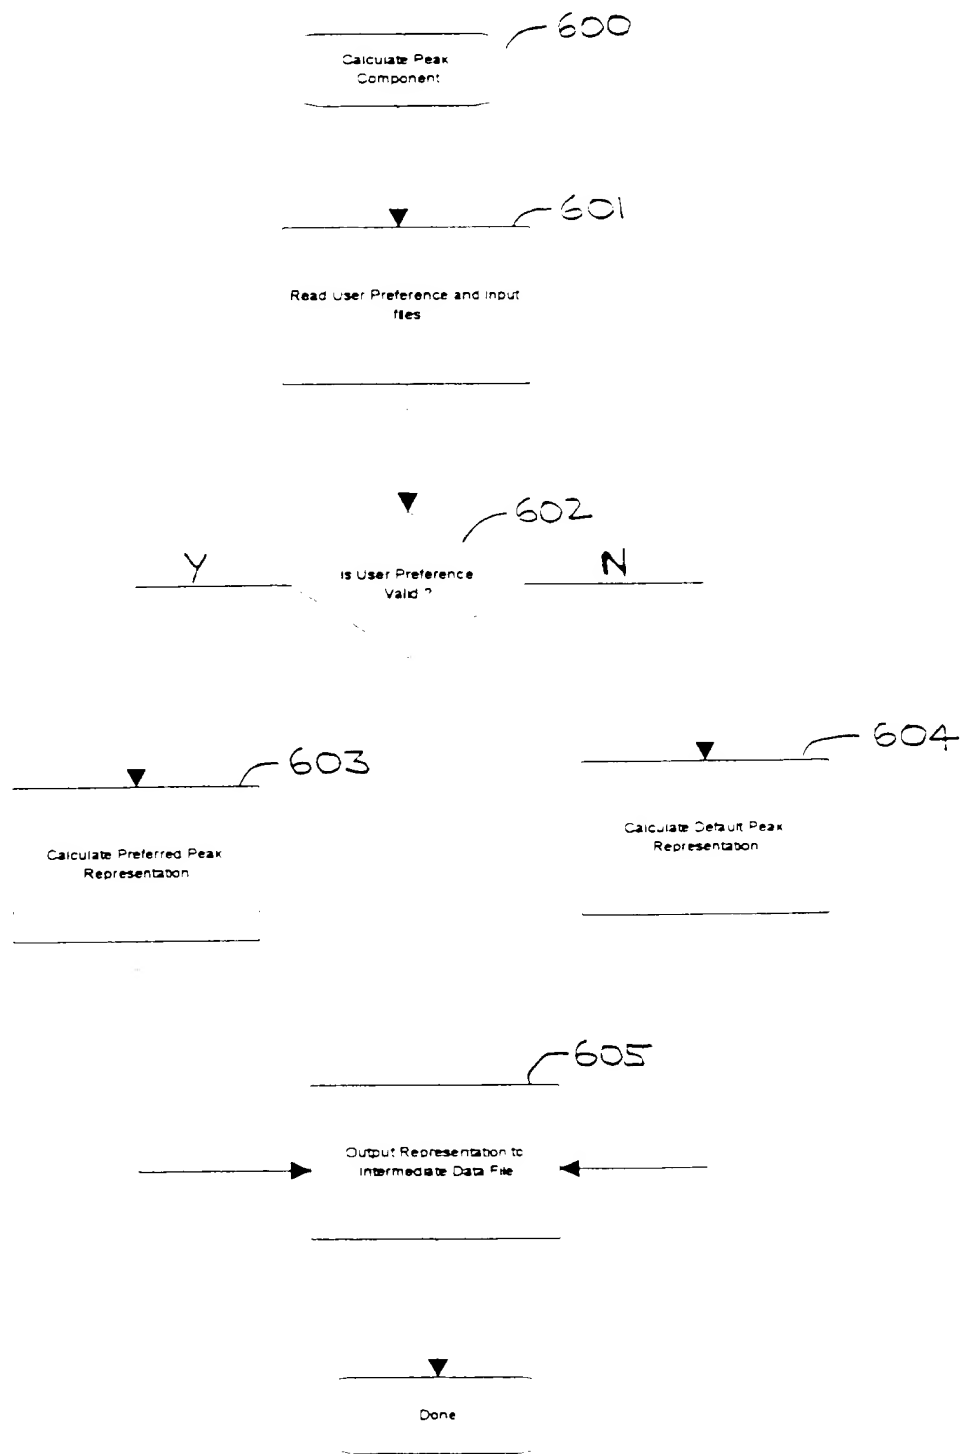 600
Calculate Peak
Component
601
Read User Preference and Input
files
602
Y
Is User Preference
Valid ?
N
603
604
Calculate Preferred Peak
Representation
Calculate Default Peak
Representation
605
Output Representation to
Intermediate Data File
Done